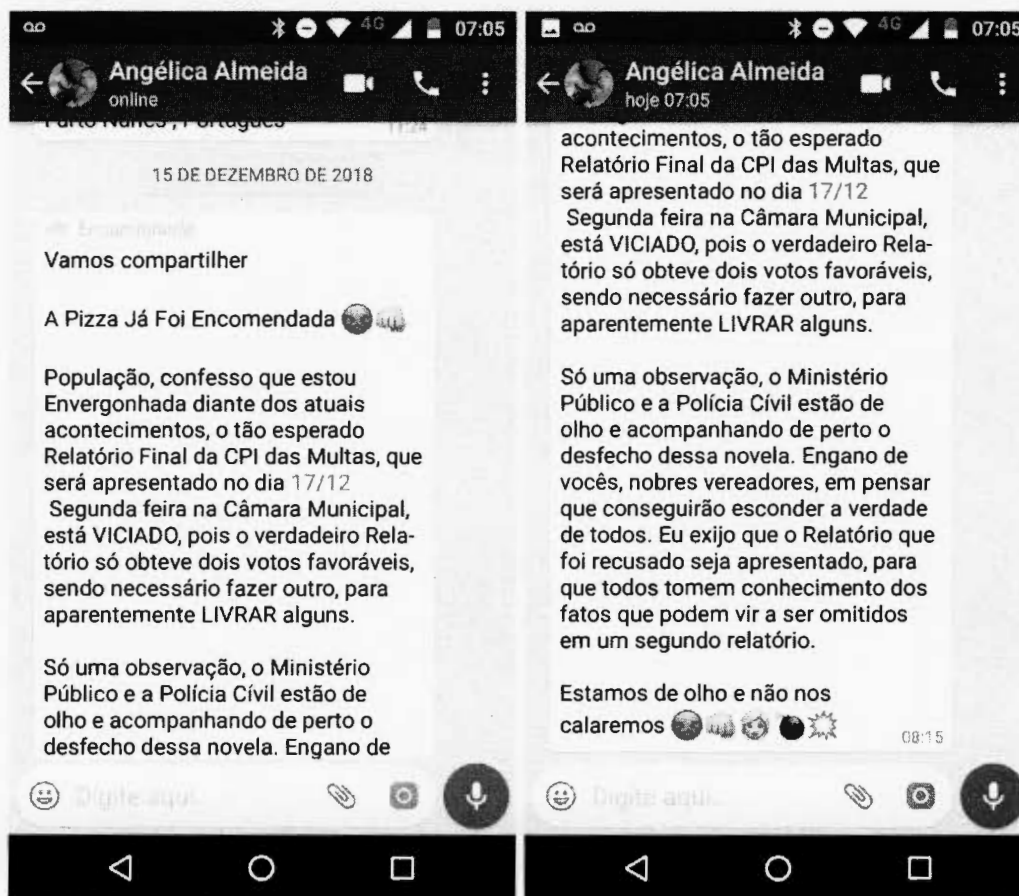 4G 07:05
Angélica Almeida
online
11:24
15 DE DEZEMBRO DE 2018
Vamos compartilher
A Pizza Já Foi Encomendada
População, confesso que estou
Envergonhada diante dos atuais
acontecimentos, o tão esperado
Relatório Final da CPI das Multas, que
será apresentado no dia 17/12
Segunda feira na Câmara Municipal,
está VICIADO, pois o verdadeiro Rela-
tório só obteve dois votos favoráveis,
sendo necessário fazer outro, para
aparentemente LIVRAR alguns.
Só uma observação, o Ministério
Público e a Polícia Cívil estão de
olho e acompanhando de perto o
desfecho dessa novela. Engano de
Digite aqui...
4G 07:05
Angélica Almeida
hoje 07:05
acontecimentos, o tão esperado
Relatório Final da CPI das Multas, que
será apresentado no dia 17/12
Segunda feira na Câmara Municipal,
está VICIADO, pois o verdadeiro Rela-
tório só obteve dois votos favoráveis,
sendo necessário fazer outro, para
aparentemente LIVRAR alguns.
Só uma observação, o Ministério
Público e a Polícia Cívil estão de
olho e acompanhando de perto o
desfecho dessa novela. Engano de
vocês, nobres vereadores, em pensar
que conseguirão esconder a verdade
de todos. Eu exijo que o Relatório que
foi recusado seja apresentado, para
que todos tomem conhecimento dos
fatos que podem vir a ser omitidos
em um segundo relatório.
Estamos de olho e não nos
calaremos
08:15
Digite aqui...